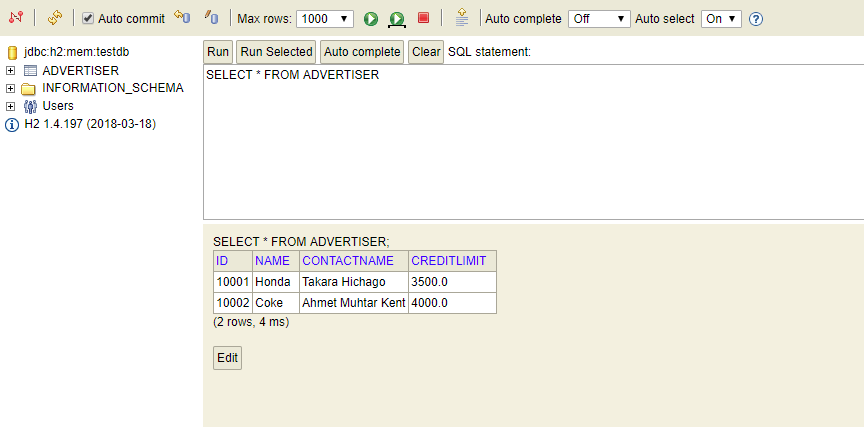 Auto commit Max rows: 1000 Auto complete Off Auto select On
jdbc:h2:mem:testdb
ADVERTISER
INFORMATION_SCHEMA
Users
H2 1.4.197 (2018-03-18)
Run Run Selected Auto complete Clear SQL statement:
SELECT * FROM ADVERTISER
SELECT * FROM ADVERTISER;
ID NAME CONTACTNAME CREDITLIMIT
10001 Honda Takara Hichago 3500.0
10002 Coke Ahmet Muhtar Kent 4000.0
(2 rows, 4 ms)
Edit